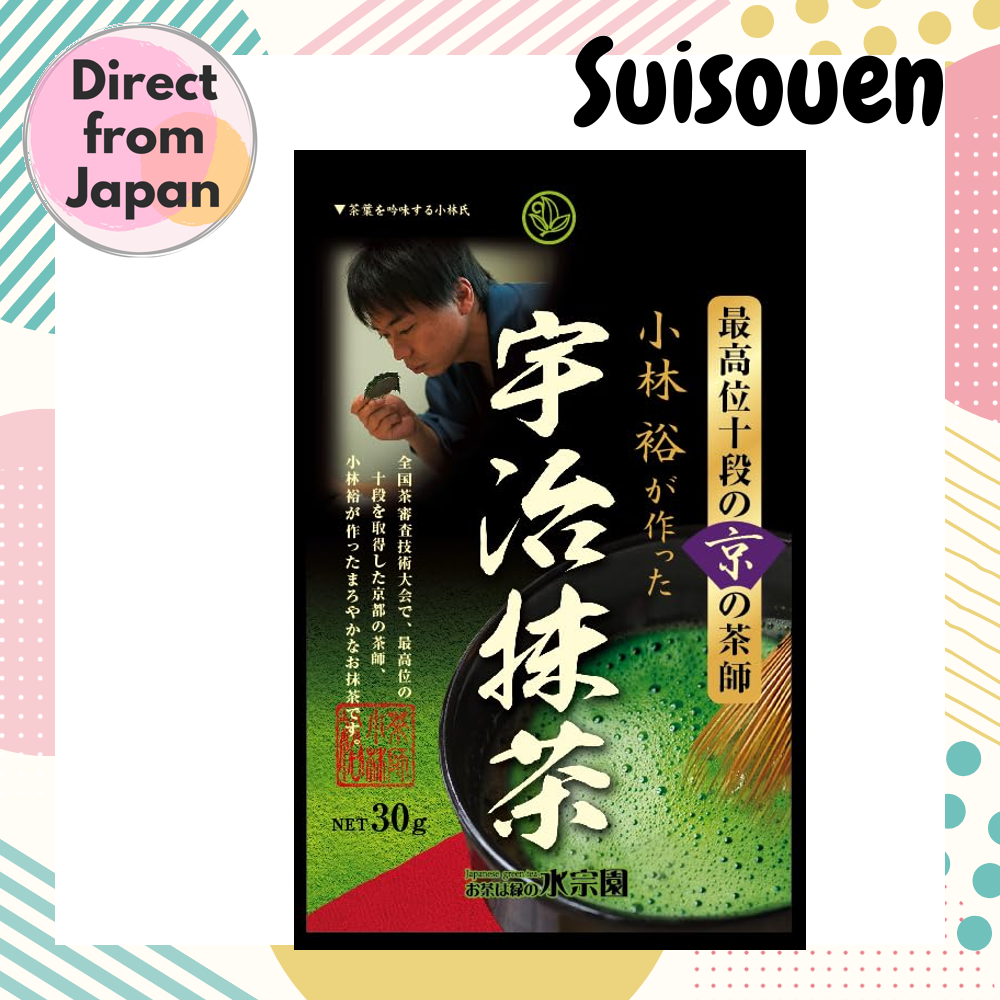 Direct
from
Japan
Suisouen
▼茶葉を吟味する小林氏
最高位十段の京の茶師
小林裕が作った
宇治抹茶
全国茶審査技術大会で、最高位の
十段を取得した京都の茶師、
小林裕が作ったまろやかなお抹茶です。
NET 30g
Japanese green tea
お茶は緑の水宗園